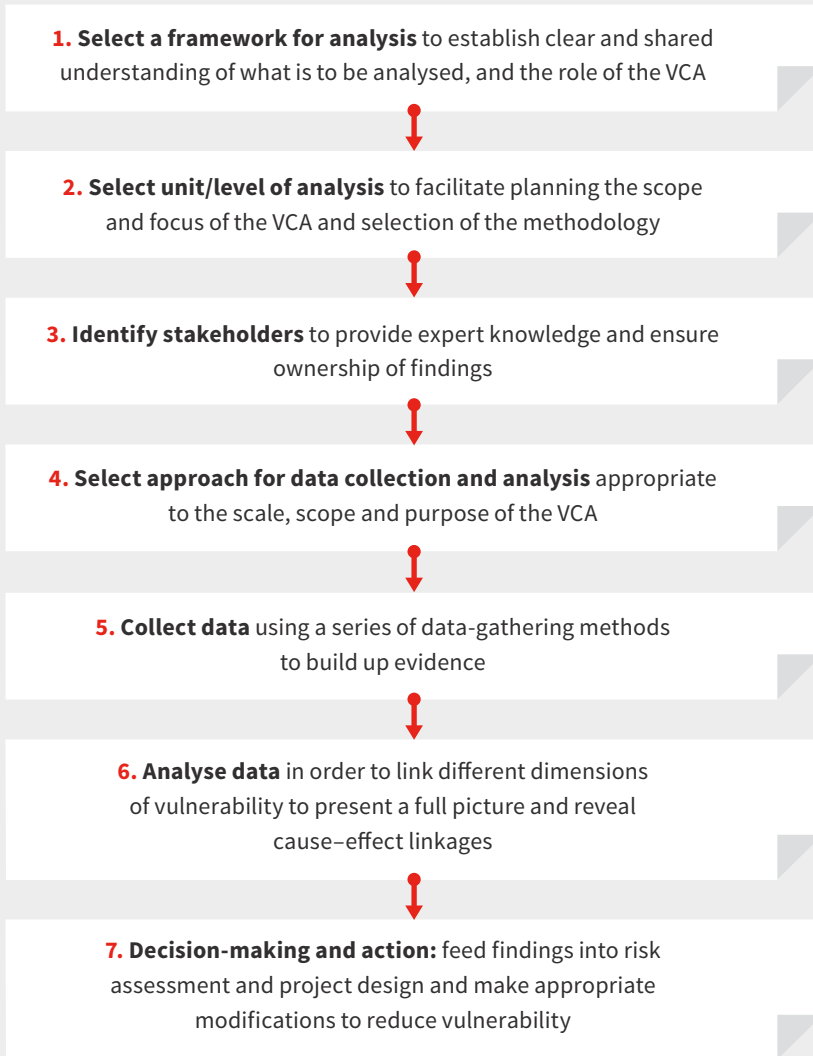 1. Select a framework for analysis to establish clear and shared
understanding of what is to be analysed, and the role of the VCA
2. Select unit/level of analysis to facilitate planning the scope
and focus of the VCA and selection of the methodology
3. Identify stakeholders to provide expert knowledge and ensure
ownership of findings
4. Select approach for data collection and analysis appropriate
to the scale, scope and purpose of the VCA
5. Collect data using a series of data-gathering methods
to build up evidence
6. Analyse data in order to link different dimensions
of vulnerability to present a full picture and reveal
cause–effect linkages
7. Decision-making and action: feed findings into risk
assessment and project design and make appropriate
modifications to reduce vulnerability